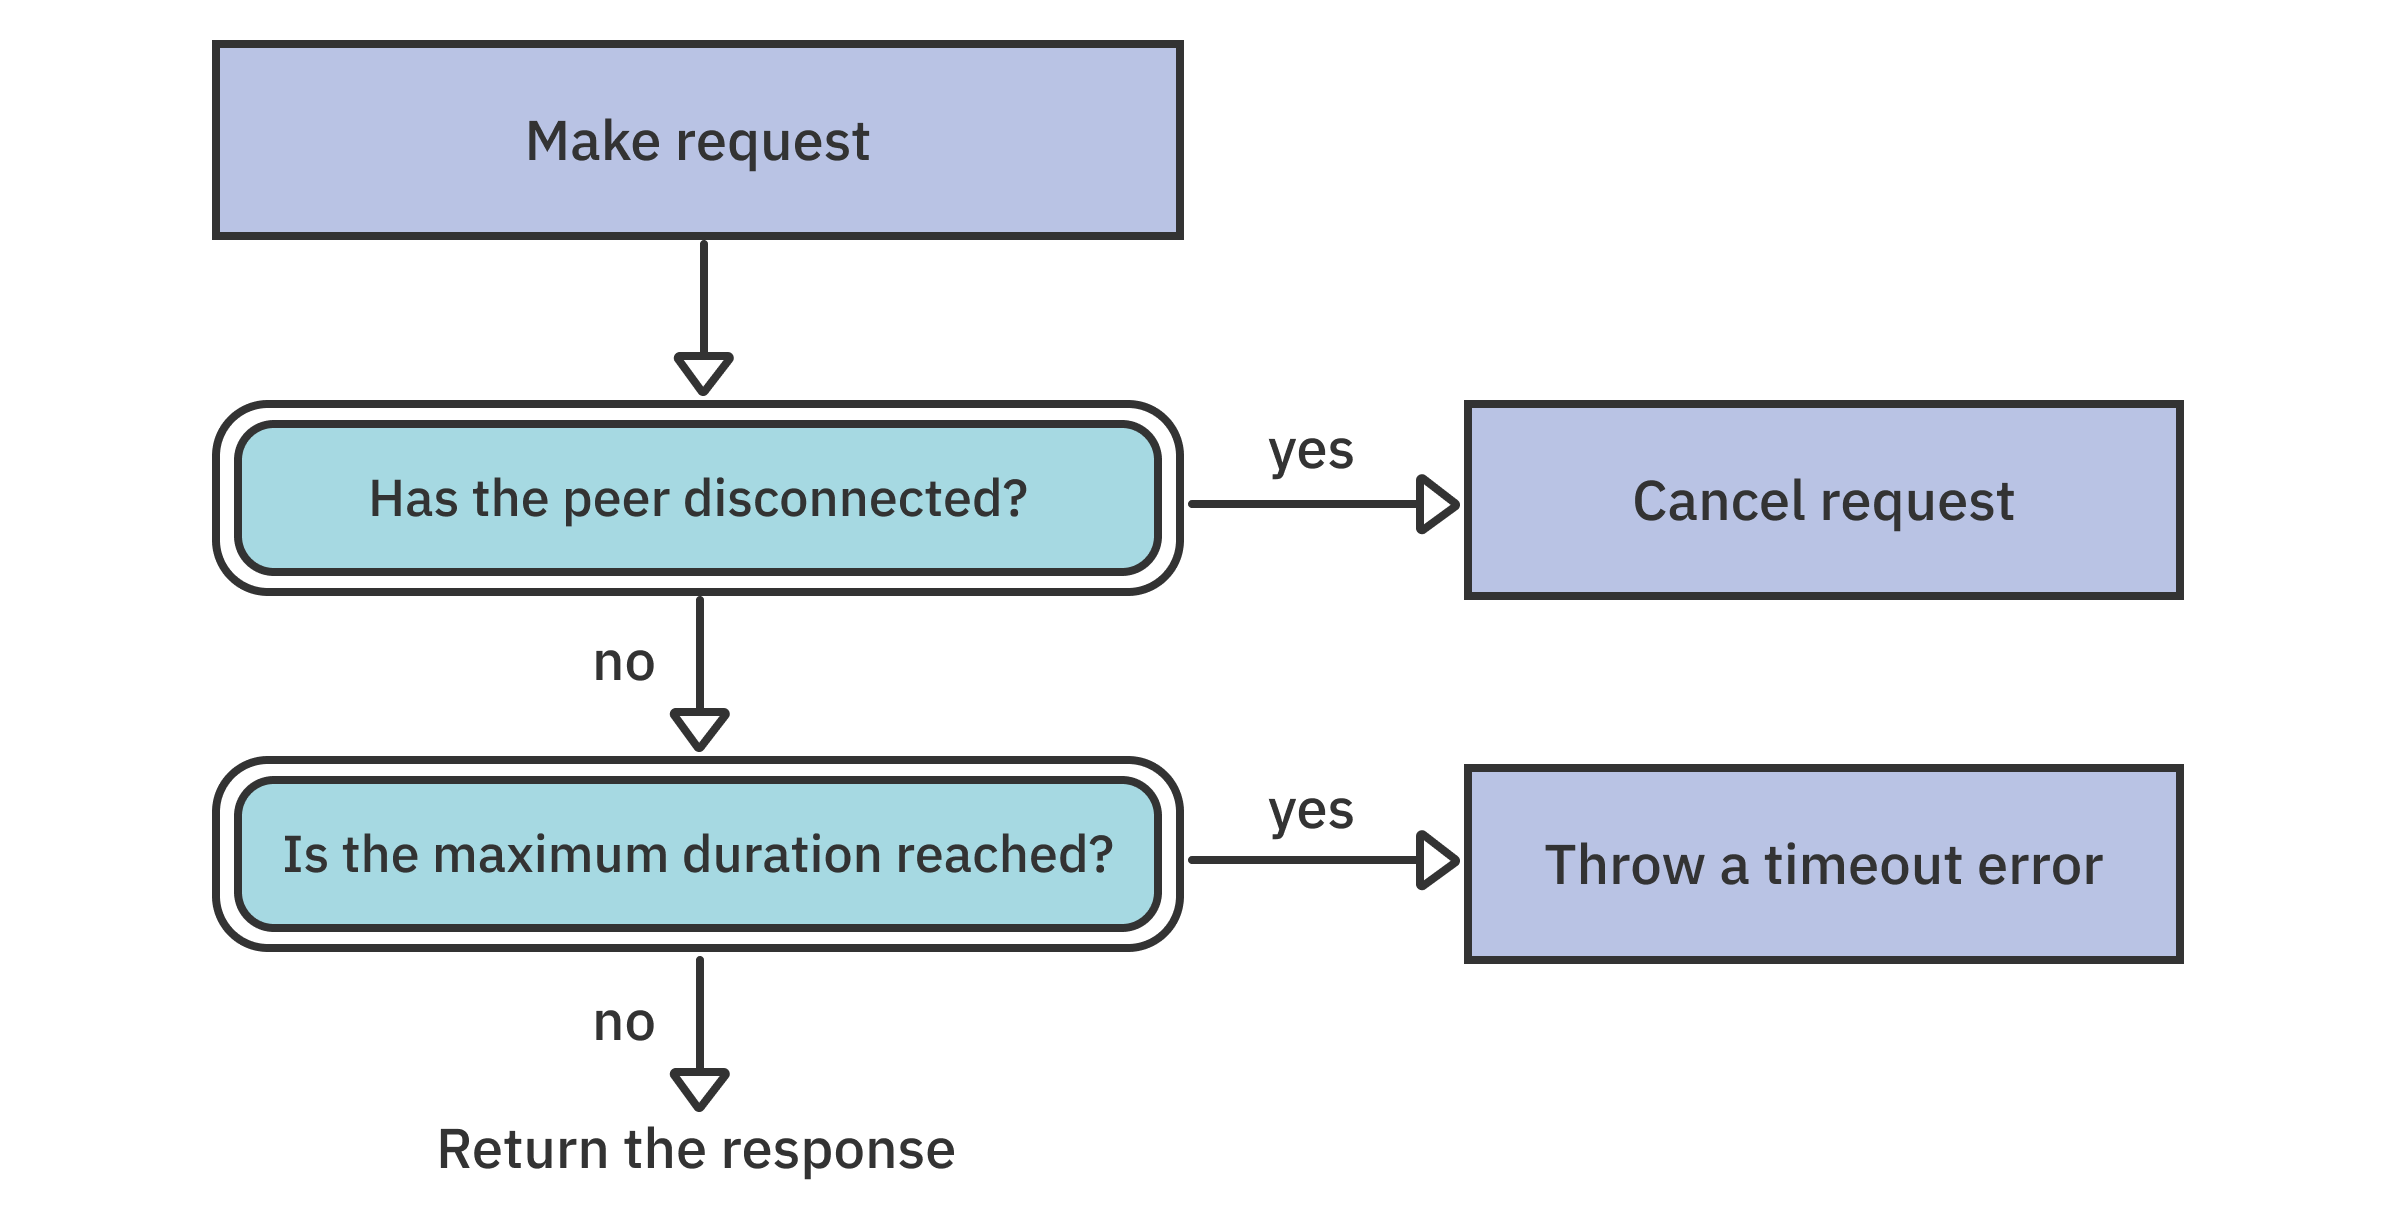 Make request
Has the peer disconnected?
yes
Cancel request
no
Is the maximum duration reached?
yes
Throw a timeout error
no
Return the response